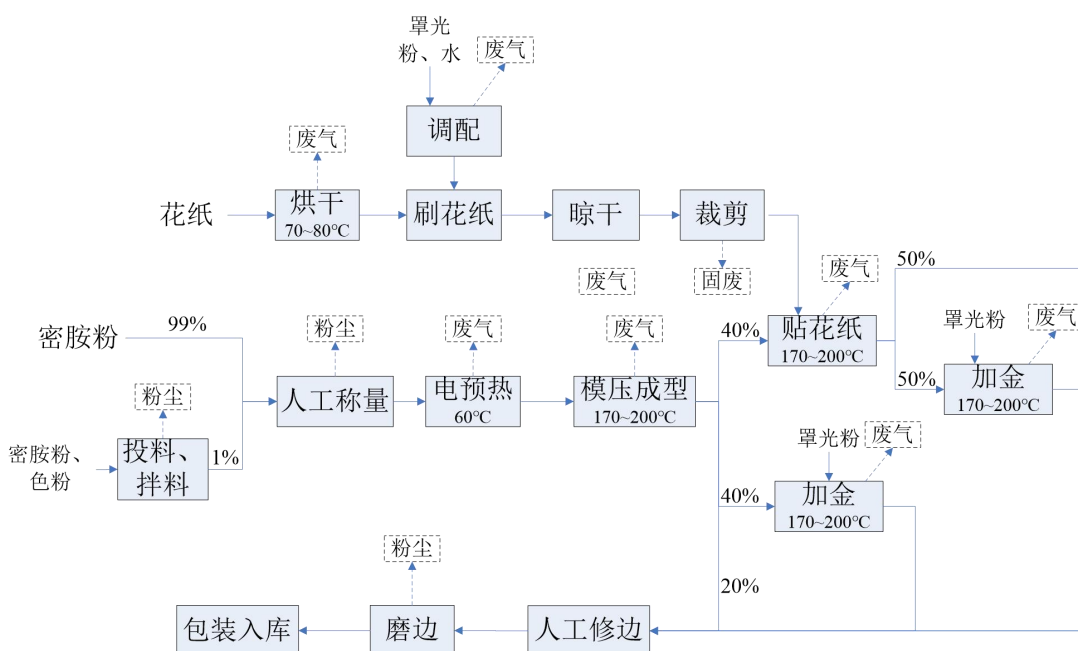 罩光
粉、水
废气
调配
废气
花纸
烘干
70~80℃
刷花纸
晾干
裁剪
固废
废气
废气
50%
密胺粉
99%
粉尘
废气
废气
40%
贴花纸
170~200℃
罩光粉
废气
50%
加金
170~200℃
粉尘
人工称量
电预热
60℃
模压成型
170~200℃
密胺粉、
色粉
投料、
拌料
1%
罩光粉
废气
40%
加金
170~200℃
粉尘
20%
包装入库
磨边
人工修边